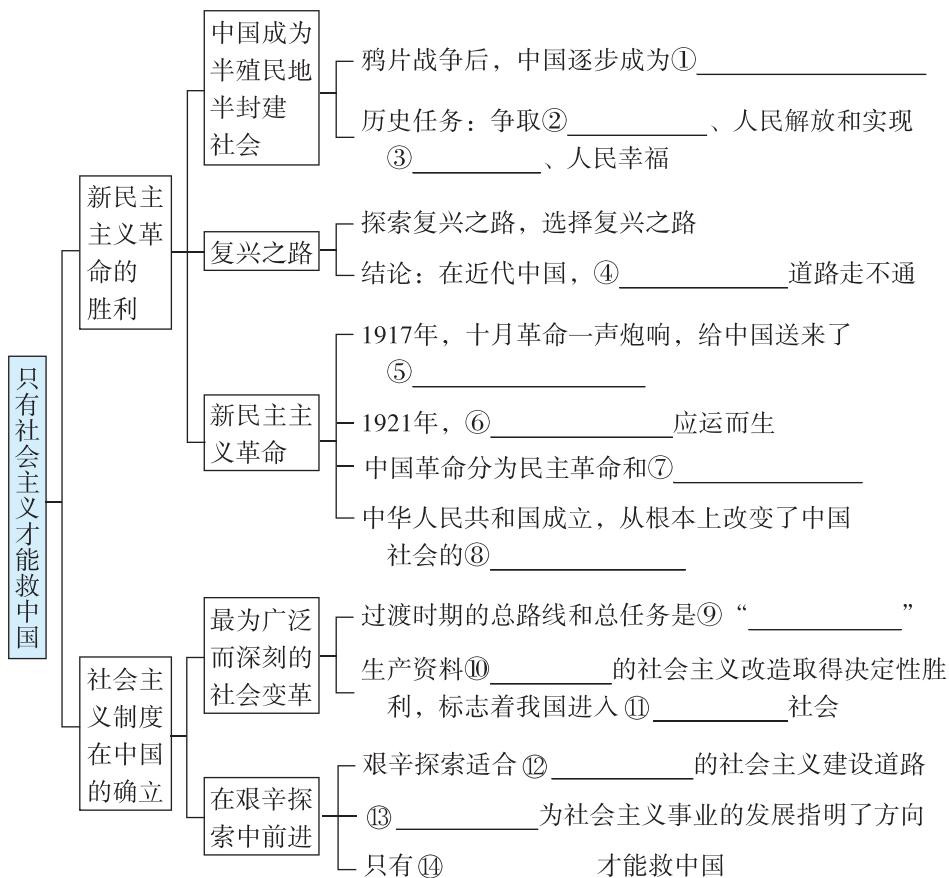 只有社会主义才能救中国
新民主
主义革
命的
胜利
中国成为
半殖民地
半封建
社会
鸦片战争后，中国逐步成为①
历史任务：争取②、人民解放和实现
③、人民幸福
复兴之路
探索复兴之路，选择复兴之路
结论：在近代中国，④道路走不通
新民主主
义革命
1917年，十月革命一声炮响，给中国送来了
⑤
1921年，⑥应运而生
中国革命分为民主革命和⑦
中华人民共和国成立，从根本上改变了中国
社会的⑧
社会主
义制度
在中国
的确立
最为广泛
而深刻的
社会变革
过渡时期的总路线和总任务是⑨“”
生产资料⑩的社会主义改造取得决定性胜
利，标志着我国进入⑪社会
在艰辛探
索中前进
艰辛探索适合⑫的社会主义建设道路
⑬为社会主义事业的发展指明了方向
只有⑭才能救中国